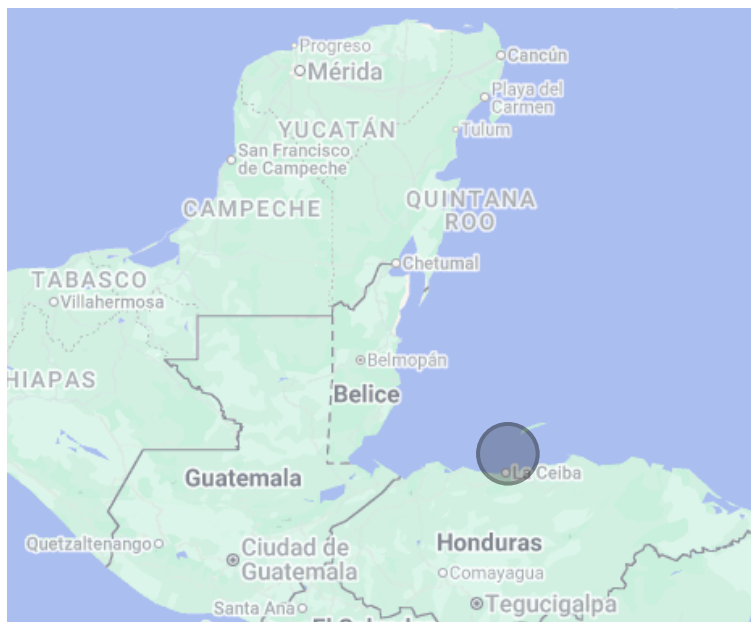 Progreso
Cancún
Mérida
Playa del
Carmen
YUCATÁN
Tulum
San Francisco
de Campeche
QUINTANA
ROO
CAMPECHE
Chetumal
TABASCO
Villahermosa
Belmopán
HIAPAS
Belice
La Ceiba
Guatemala
Quetzaltenango
Ciudad de
Guatemala
Honduras
Comayagua
Santa Ana
Tegucigalpa